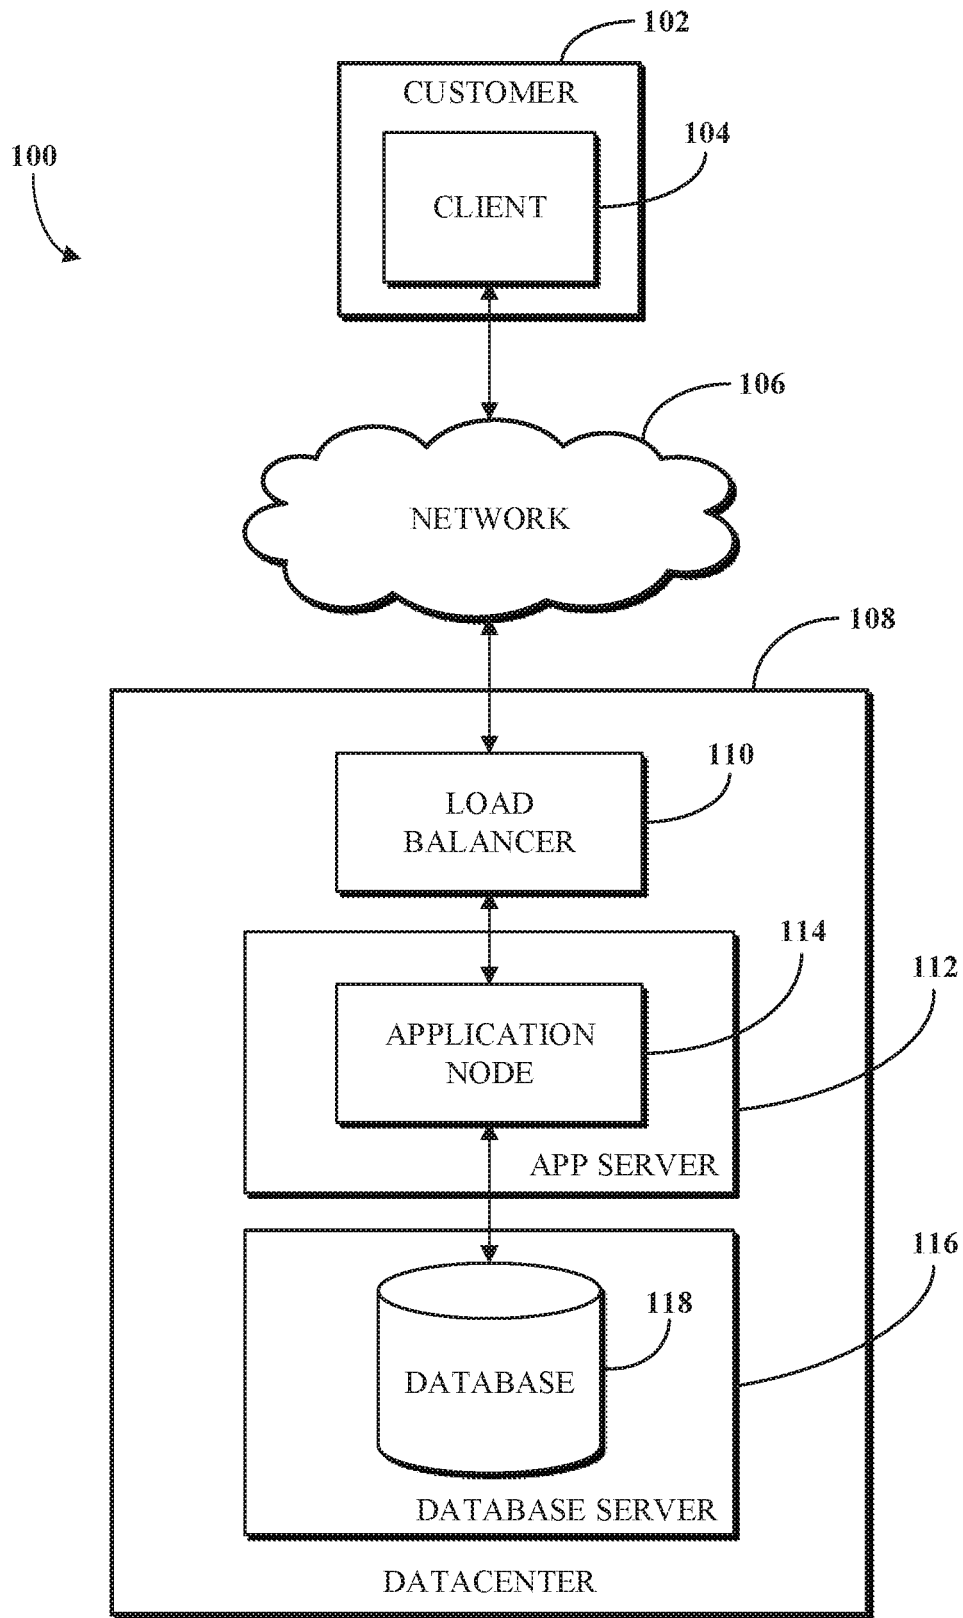 102
CUSTOMER
104
100
CLIENT
106
NETWORK
108
110
LOAD
BALANCER
114
112
APPLICATION
NODE
APP SERVER
116
118
DATABASE
DATABASE SERVER
DATACENTER